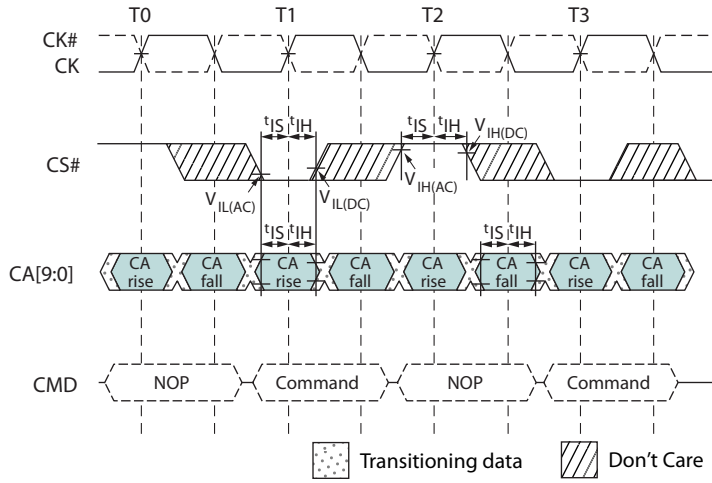 T0 T1 T2 T3
CK#
CK
tIS tIH tIS tIH
VIH(DC)
CS#
VIH(AC)
VIL(AC) VIL(DC)
tIS tIH tIS tIH
CA[9:0]
CA rise
CA fall
CA rise
CA fall
CA rise
CA fall
CA rise
CA fall
CMD NOP Command NOP Command
Transitioning data Don't Care